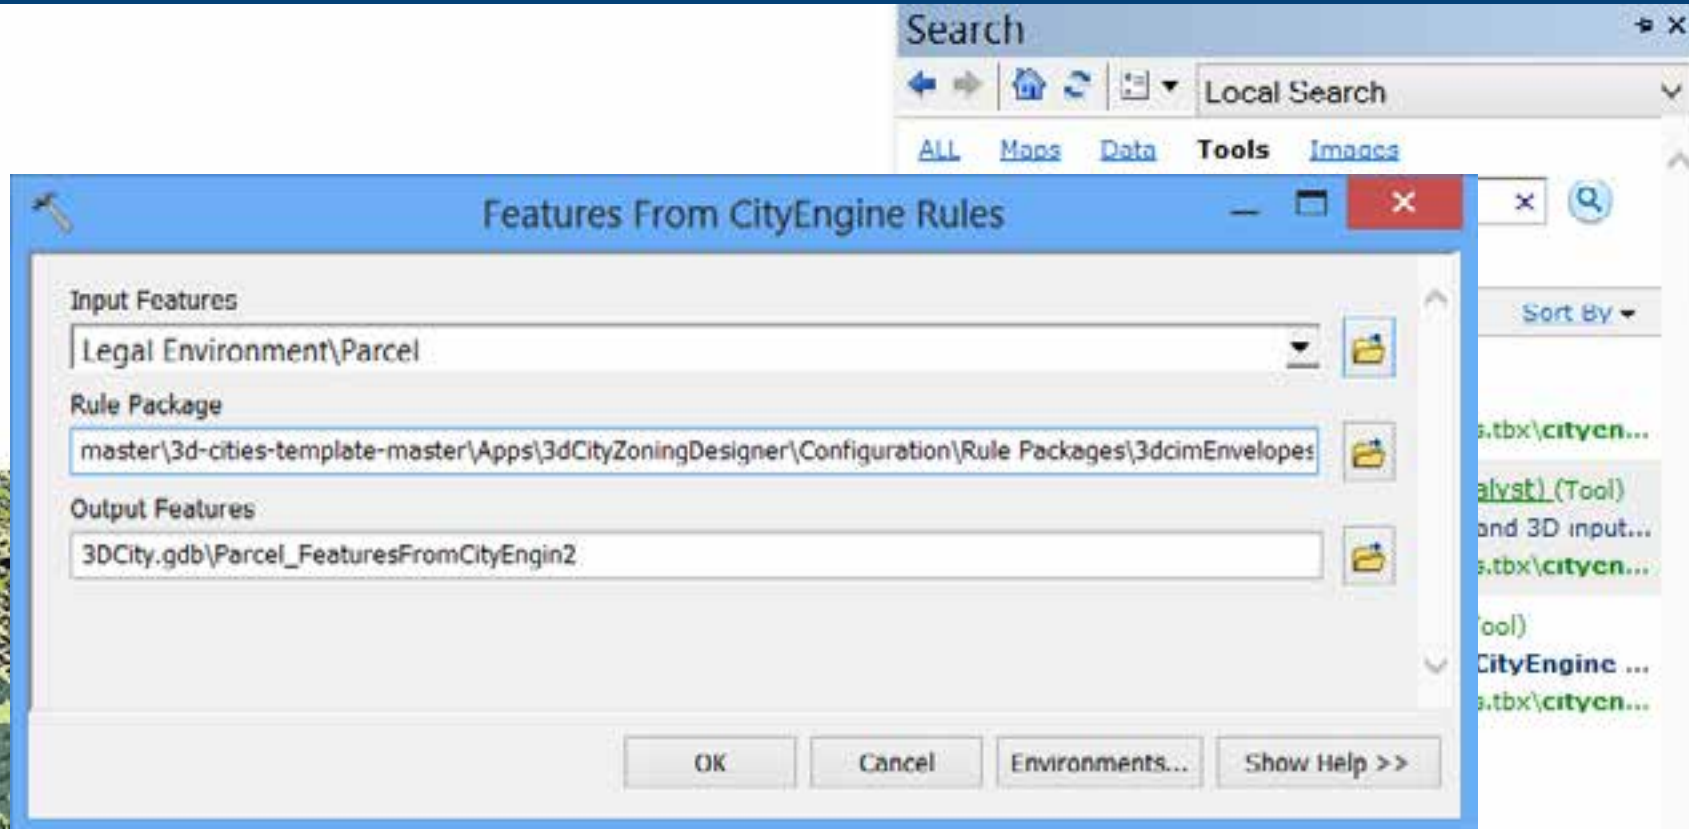 Search
Local Search
ALL Maps Data Tools Images
Features From CityEngine Rules
Sort By
Input Features
Legal Environment\Parcel
Rule Package
master\3d-cities-template-master\Apps\3dCityZoningDesigner\Configuration\Rule Packages\3dcimEnvelopes
s.tbx\cityen...
Output Features
alyst) (Tool)
3DCity.gdb\Parcel_FeaturesFromCityEngin2
and 3D input...
s.tbx\cityen...
ool)
CityEngine ...
s.tbx\cityen...
OK Cancel Environments... Show Help >>